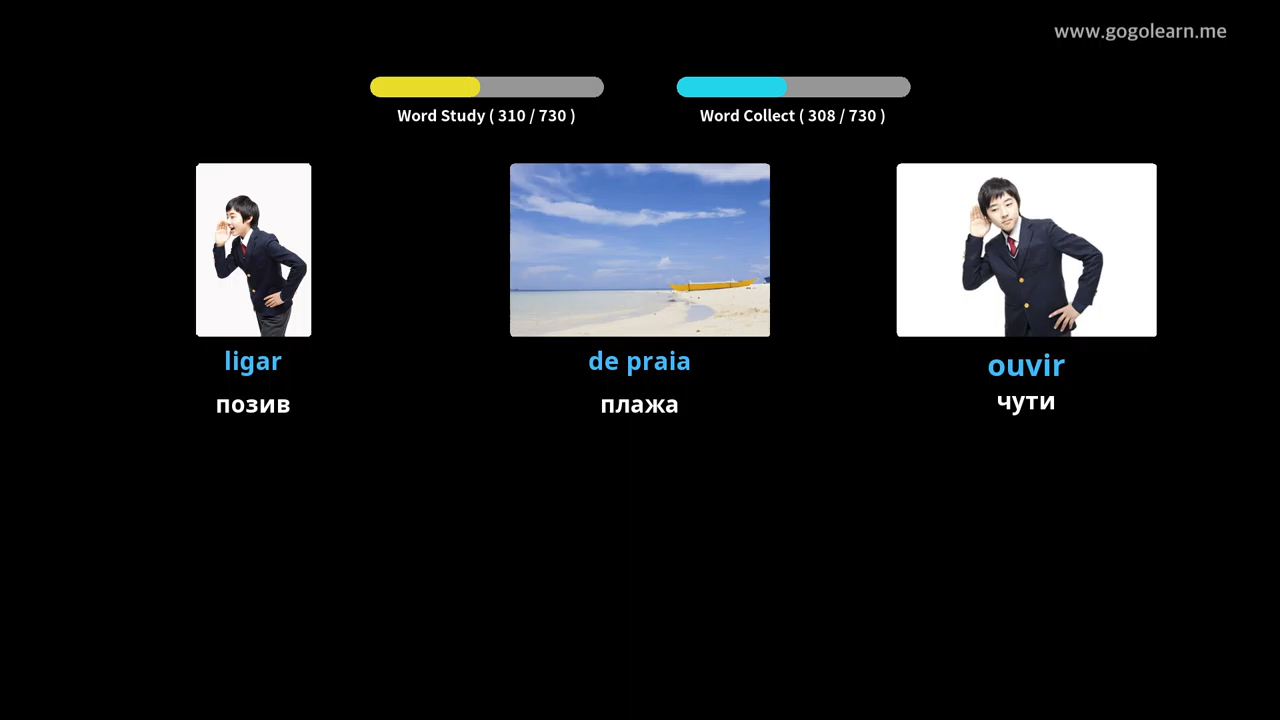 www.gogolearn.me
Word Study ( 310 / 730 )
Word Collect ( 308 / 730 )
ligar
позив
de praia
плажа
ouvir
чути